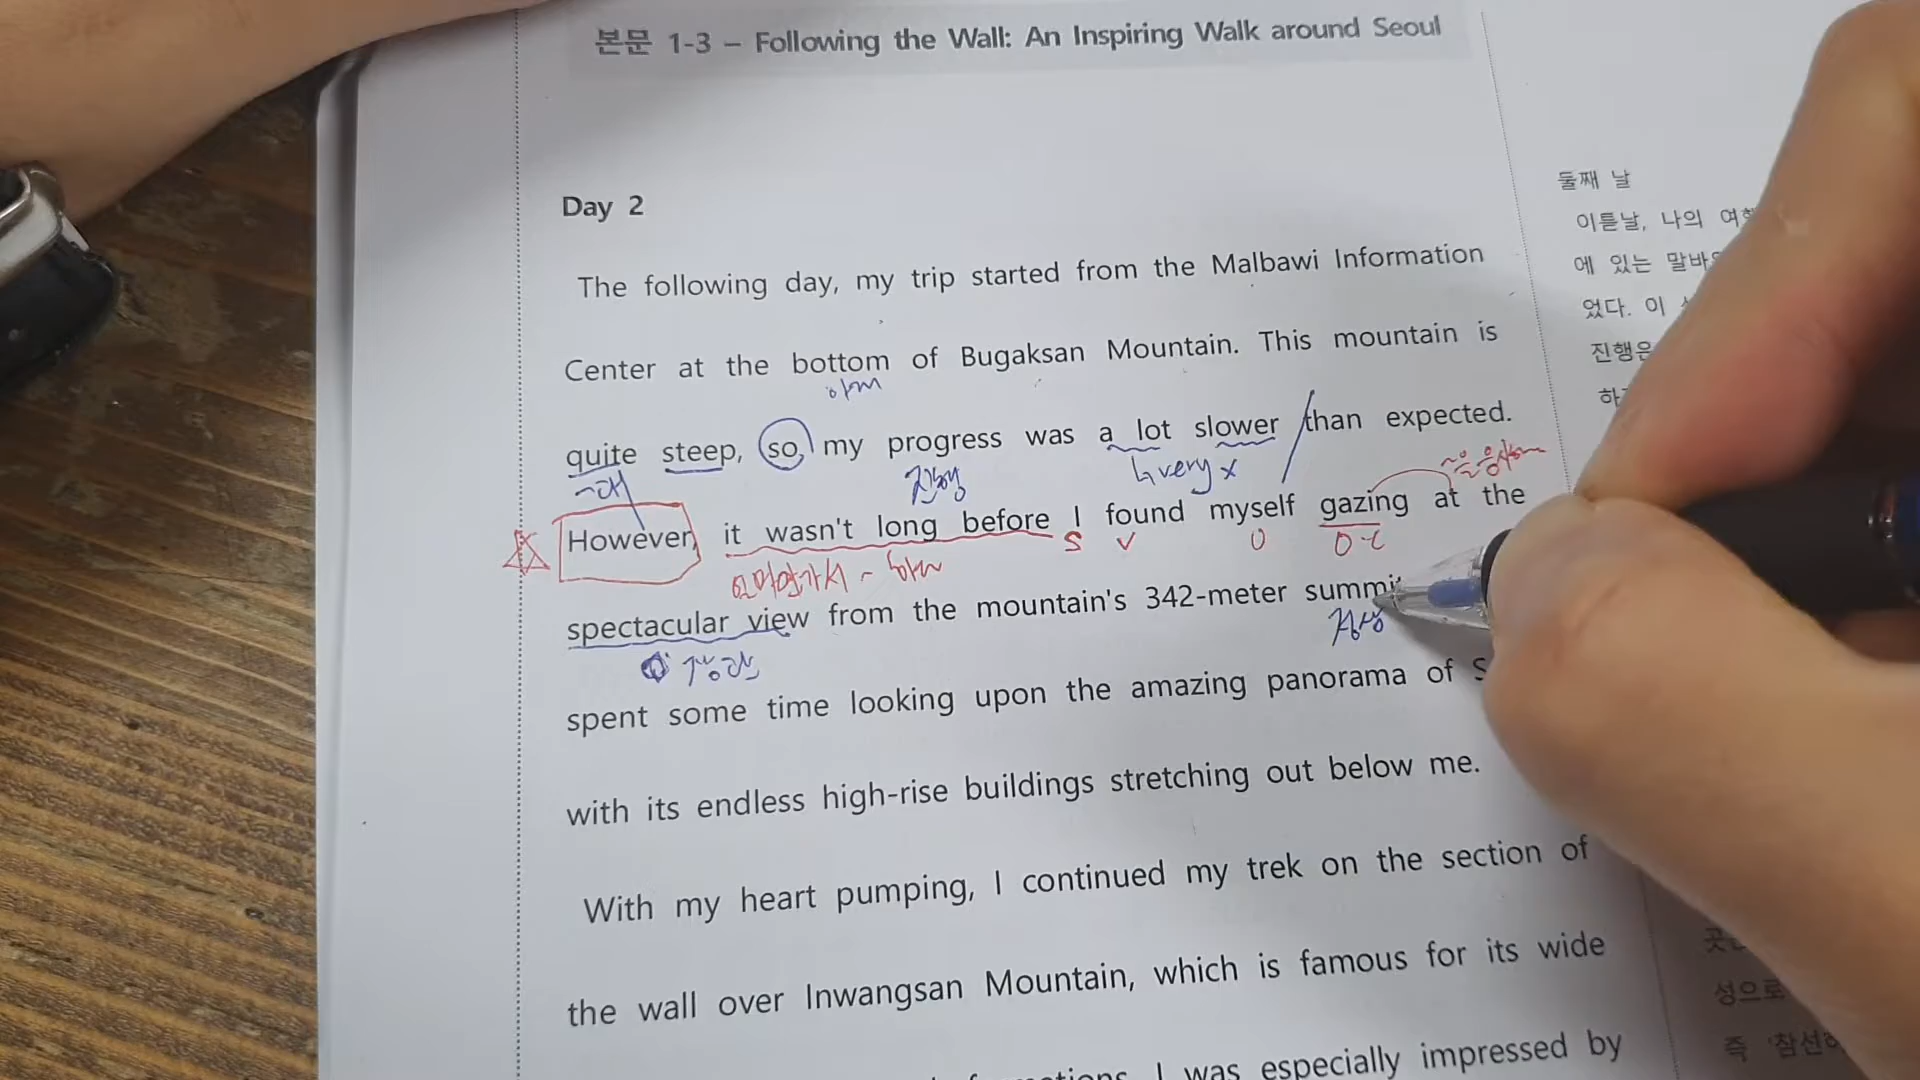 본문 1-3 – Following the Wall: An Inspiring Walk around Seoul
Day 2
The following day, my trip started from the Malbawi Information
Center at the bottom of Bugaksan Mountain. This mountain is
아래
quite steep, so my progress was a lot slower than expected.
진행
↳ very x
However, it wasn't long before I found myself gazing at the
S V O O·C
spectacular view from the mountain's 342-meter
정상
spent some time looking upon the amazing panorama of
with its endless high-rise buildings stretching out below me.
With my heart pumping, I continued my trek on the section of
the wall over Inwangsan Mountain, which is famous for its wide
I was especially impressed by
둘째 날
이튿날, 나의
에 있는
었다. 이
진행은
성으로
즉